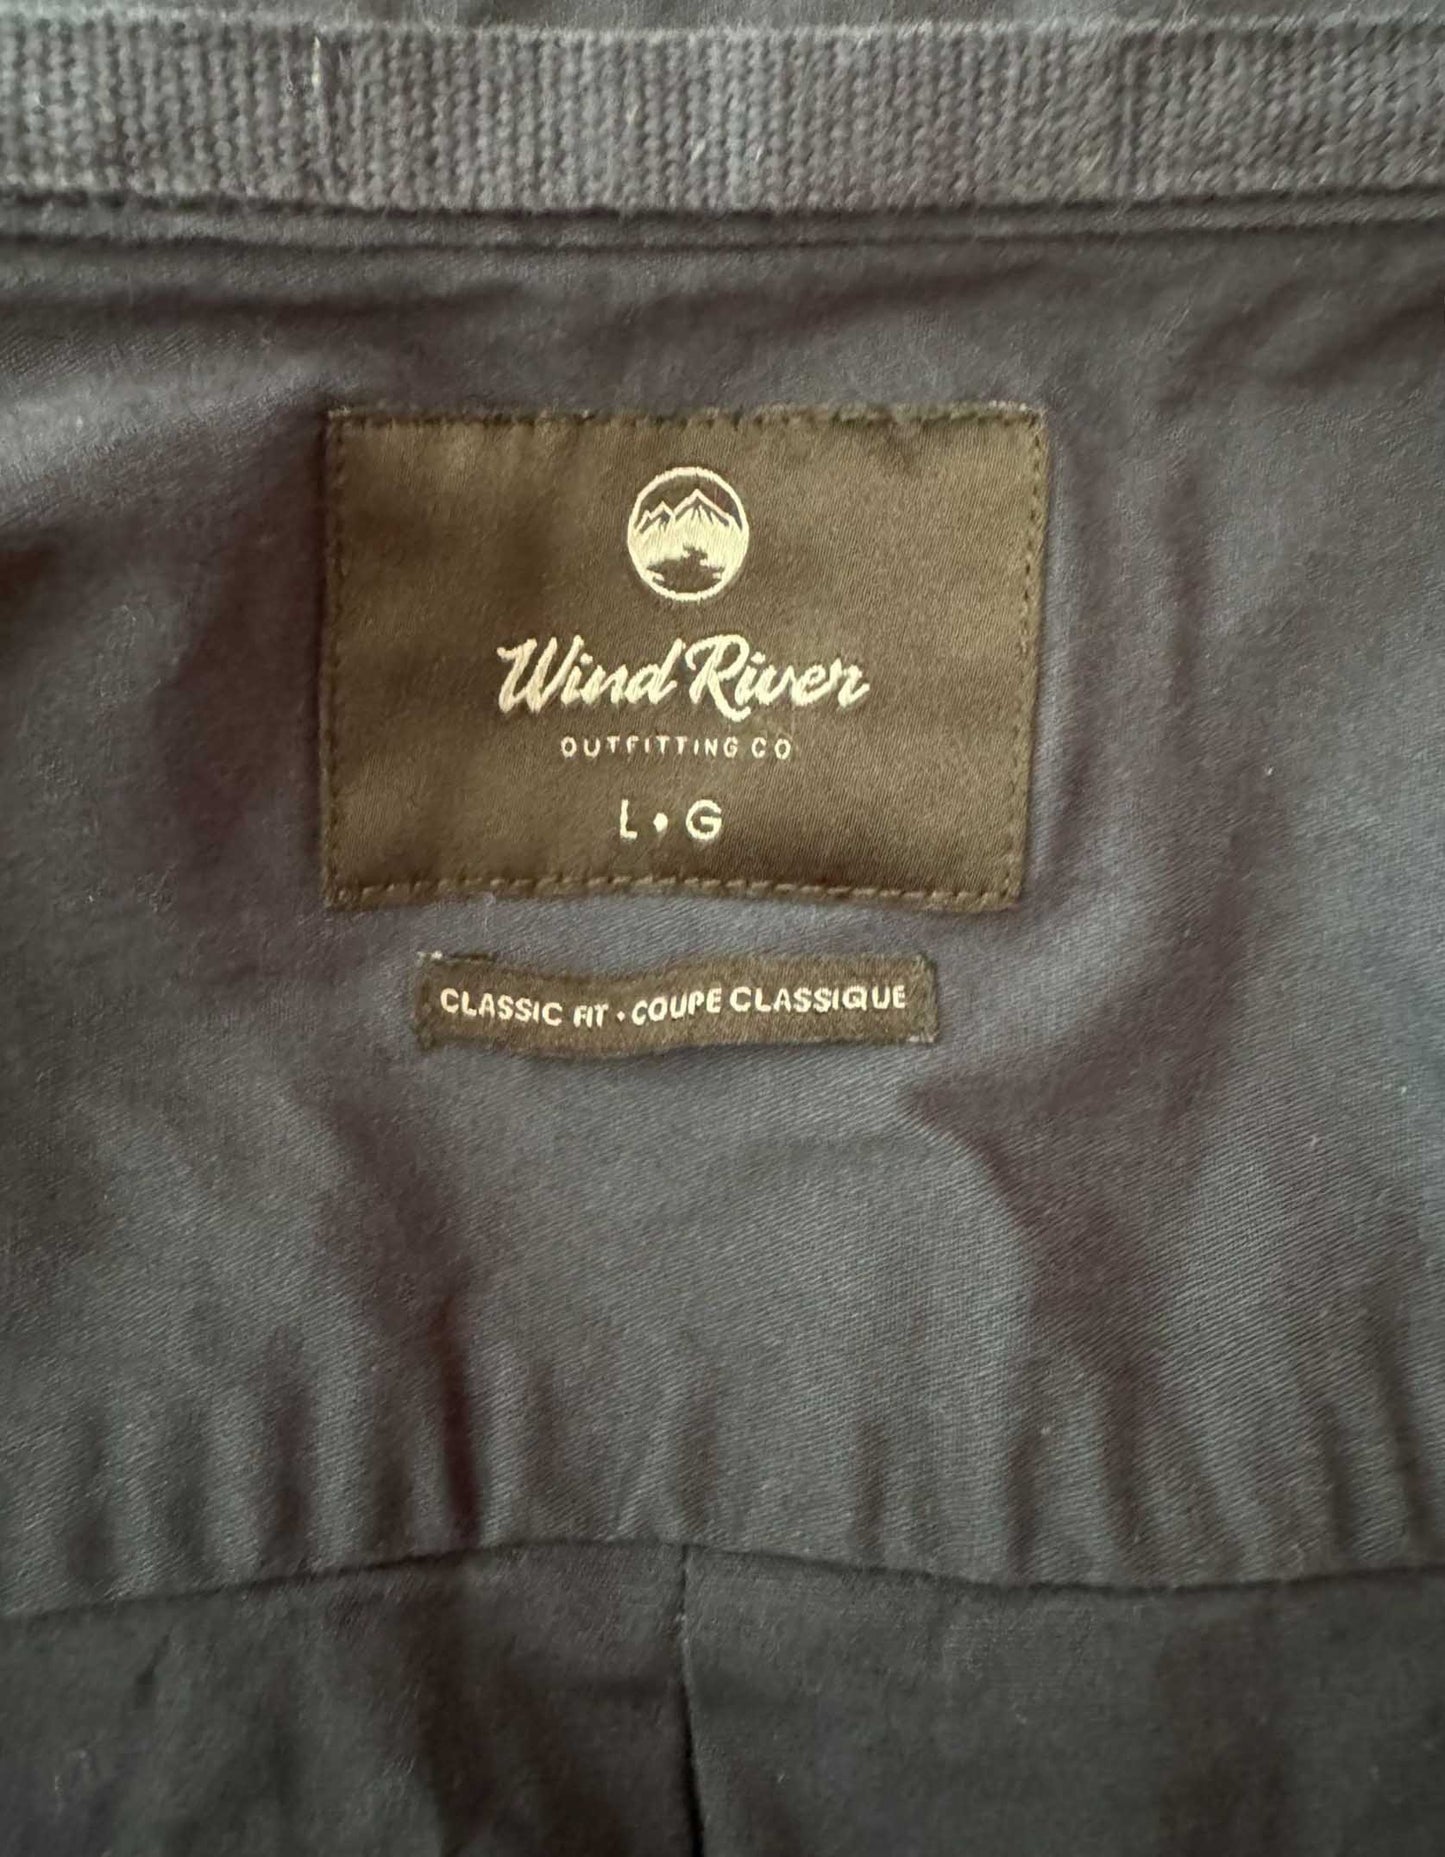 Wind River
OUTFITTING CO
L • G
CLASSIC FIT • COUPE CLASSIQUE